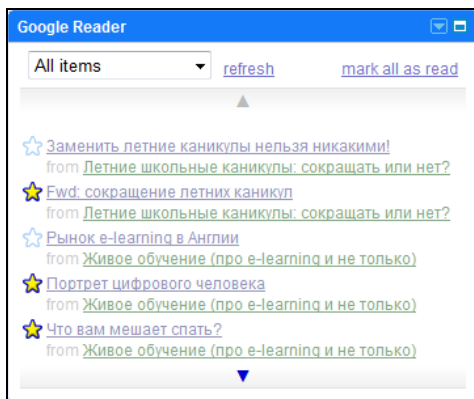 Google Reader
All items refresh mark all as read
Заменить летние каникулы нельзя никакими!
from Летние школьные каникулы: сокращать или нет?
Fwd: сокращение летних каникул
from Летние школьные каникулы: сокращать или нет?
Рынок e-learning в Англии
from Живое обучение (про e-learning и не только)
Портрет цифрового человека
from Живое обучение (про e-learning и не только)
Что вам мешает спать?
from Живое обучение (про e-learning и не только)